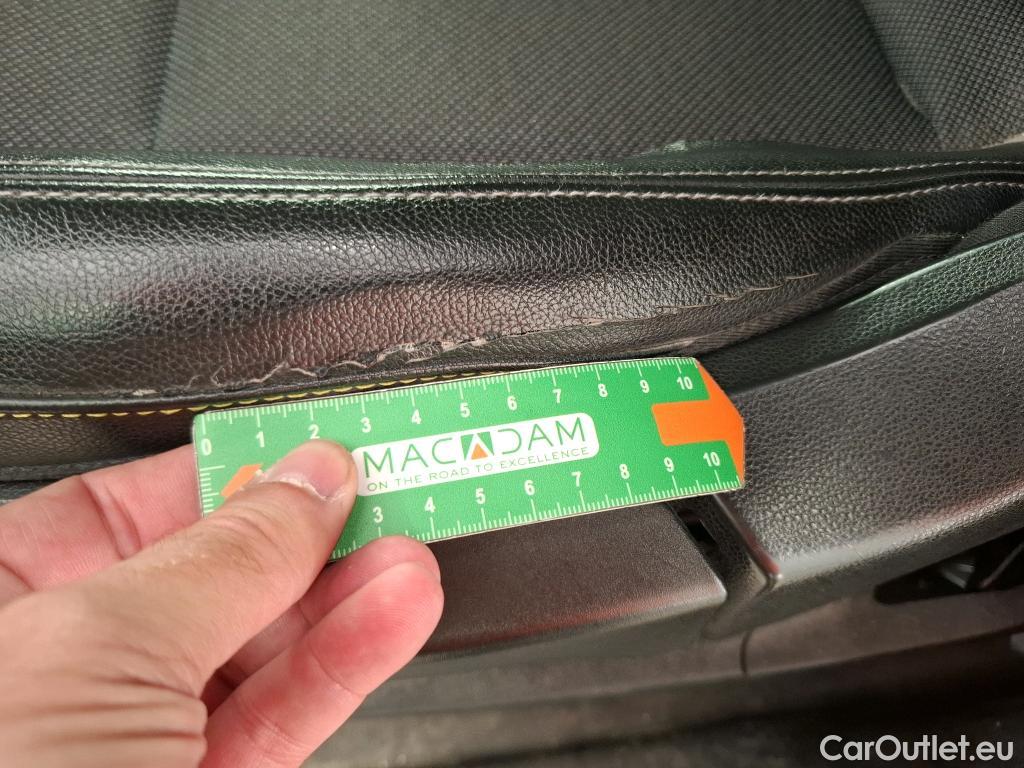 0 1 2 3 4 5 6 7 8 9 10
MACADAM
ON THE ROAD TO EXCELLENCE
3 4 5 6 7 8 9 10
CarOutlet.eu